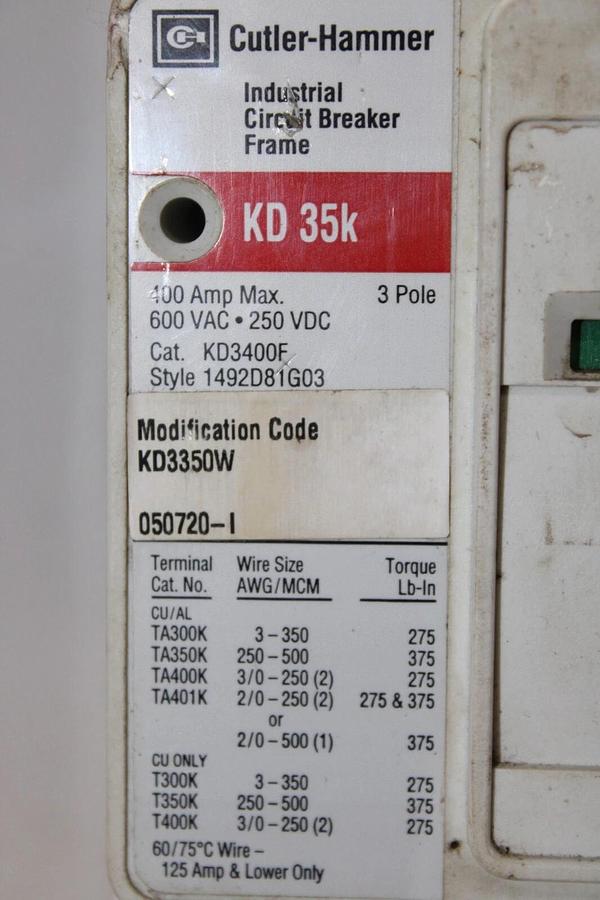 Cutler-Hammer
Industrial
Circuit Breaker
Frame
KD 35k
400 Amp Max. 3 Pole
600 VAC • 250 VDC
Cat. KD3400F
Style 1492D81G03
Modification Code
KD3350W
050720-I
Terminal Wire Size Torque
Cat. No. AWG/MCM Lb-In
CU/AL
TA300K 3-350 275
TA350K 250-500 375
TA400K 3/0-250 (2) 275
TA401K 2/0-250 (2) 275 & 375
or
2/0-500 (1) 375
CU ONLY
T300K 3-350 275
T350K 250-500 375
T400K 3/0-250 (2) 275
60/75°C Wire –
125 Amp & Lower Only